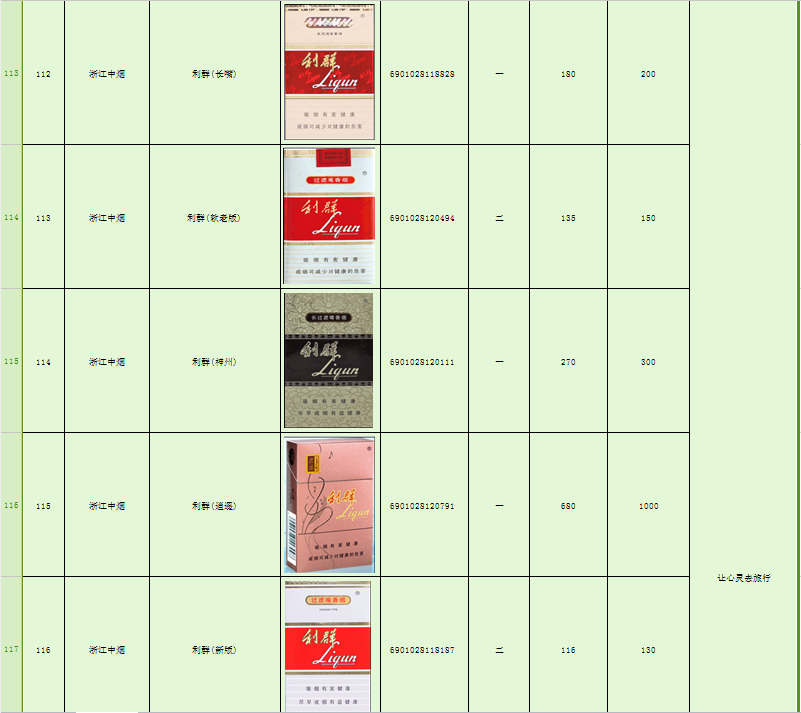 113 112 浙江中烟 利群(长嘴) 6901028118828 一 180 200
利群
Liqun
吸烟有害健康
戒烟可减少对健康的危害
114 113 浙江中烟 利群(软老版) 6901028120494 二 135 150
过滤嘴香烟
利群
Liqun
吸烟有害健康
戒烟可减少对健康的危害
115 114 浙江中烟 利群(神州) 6901028120111 一 270 300
长过滤嘴香烟
利群
Liqun
吸烟有害健康
尽早戒烟有益健康
116 115 浙江中烟 利群(逍遥) 6901028120791 一 680 1000
利群
Liqun
吸烟有害健康
戒烟可减少对健康的危害
让心灵去旅行
117 116 浙江中烟 利群(新版) 6901028118187 二 116 130
过滤嘴香烟
利群
Liqun
吸烟有害健康
尽早戒烟有益健康